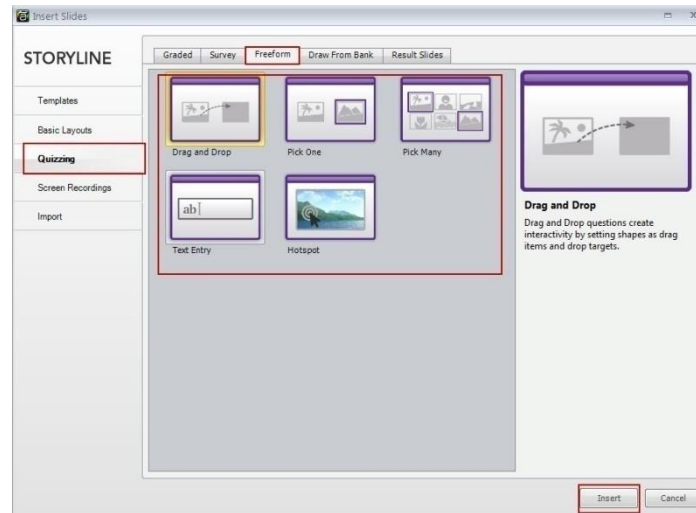 Insert Slides
STORYLINE
Templates
Basic Layouts
Quizzing
Screen Recordings
Import
Graded Survey Freeform Draw From Bank Result Slides
Drag and Drop Pick One Pick Many
ab
Text Entry Hotspot
Drag and Drop
Drag and Drop questions create
interactivity by setting shapes as drag
items and drop targets.
Insert Cancel